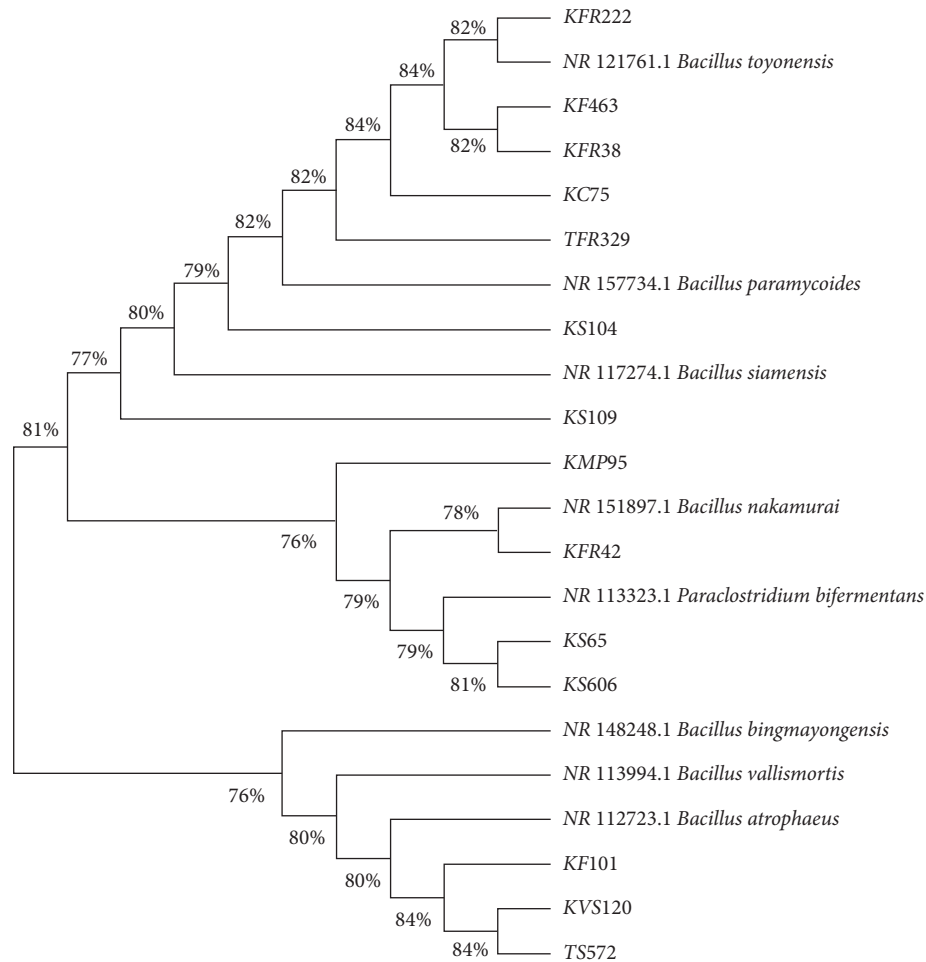 KFR222
82%
NR 121761.1 Bacillus toyonensis
84%
KF463
84%
82%
KFR38
82%
KC75
82%
TFR329
79%
NR 157734.1 Bacillus paramycoides
80%
KS104
77%
NR 117274.1 Bacillus siamensis
KS109
81%
KMP95
78%
NR 151897.1 Bacillus nakamurai
76%
KFR42
79%
NR 113323.1 Paraclostridium bifermentans
KS65
79%
81%
KS606
NR 148248.1 Bacillus bingmayongensis
76%
NR 113994.1 Bacillus vallismortis
80%
NR 112723.1 Bacillus atrophaeus
80%
KF101
84%
KVS120
84%
TS572